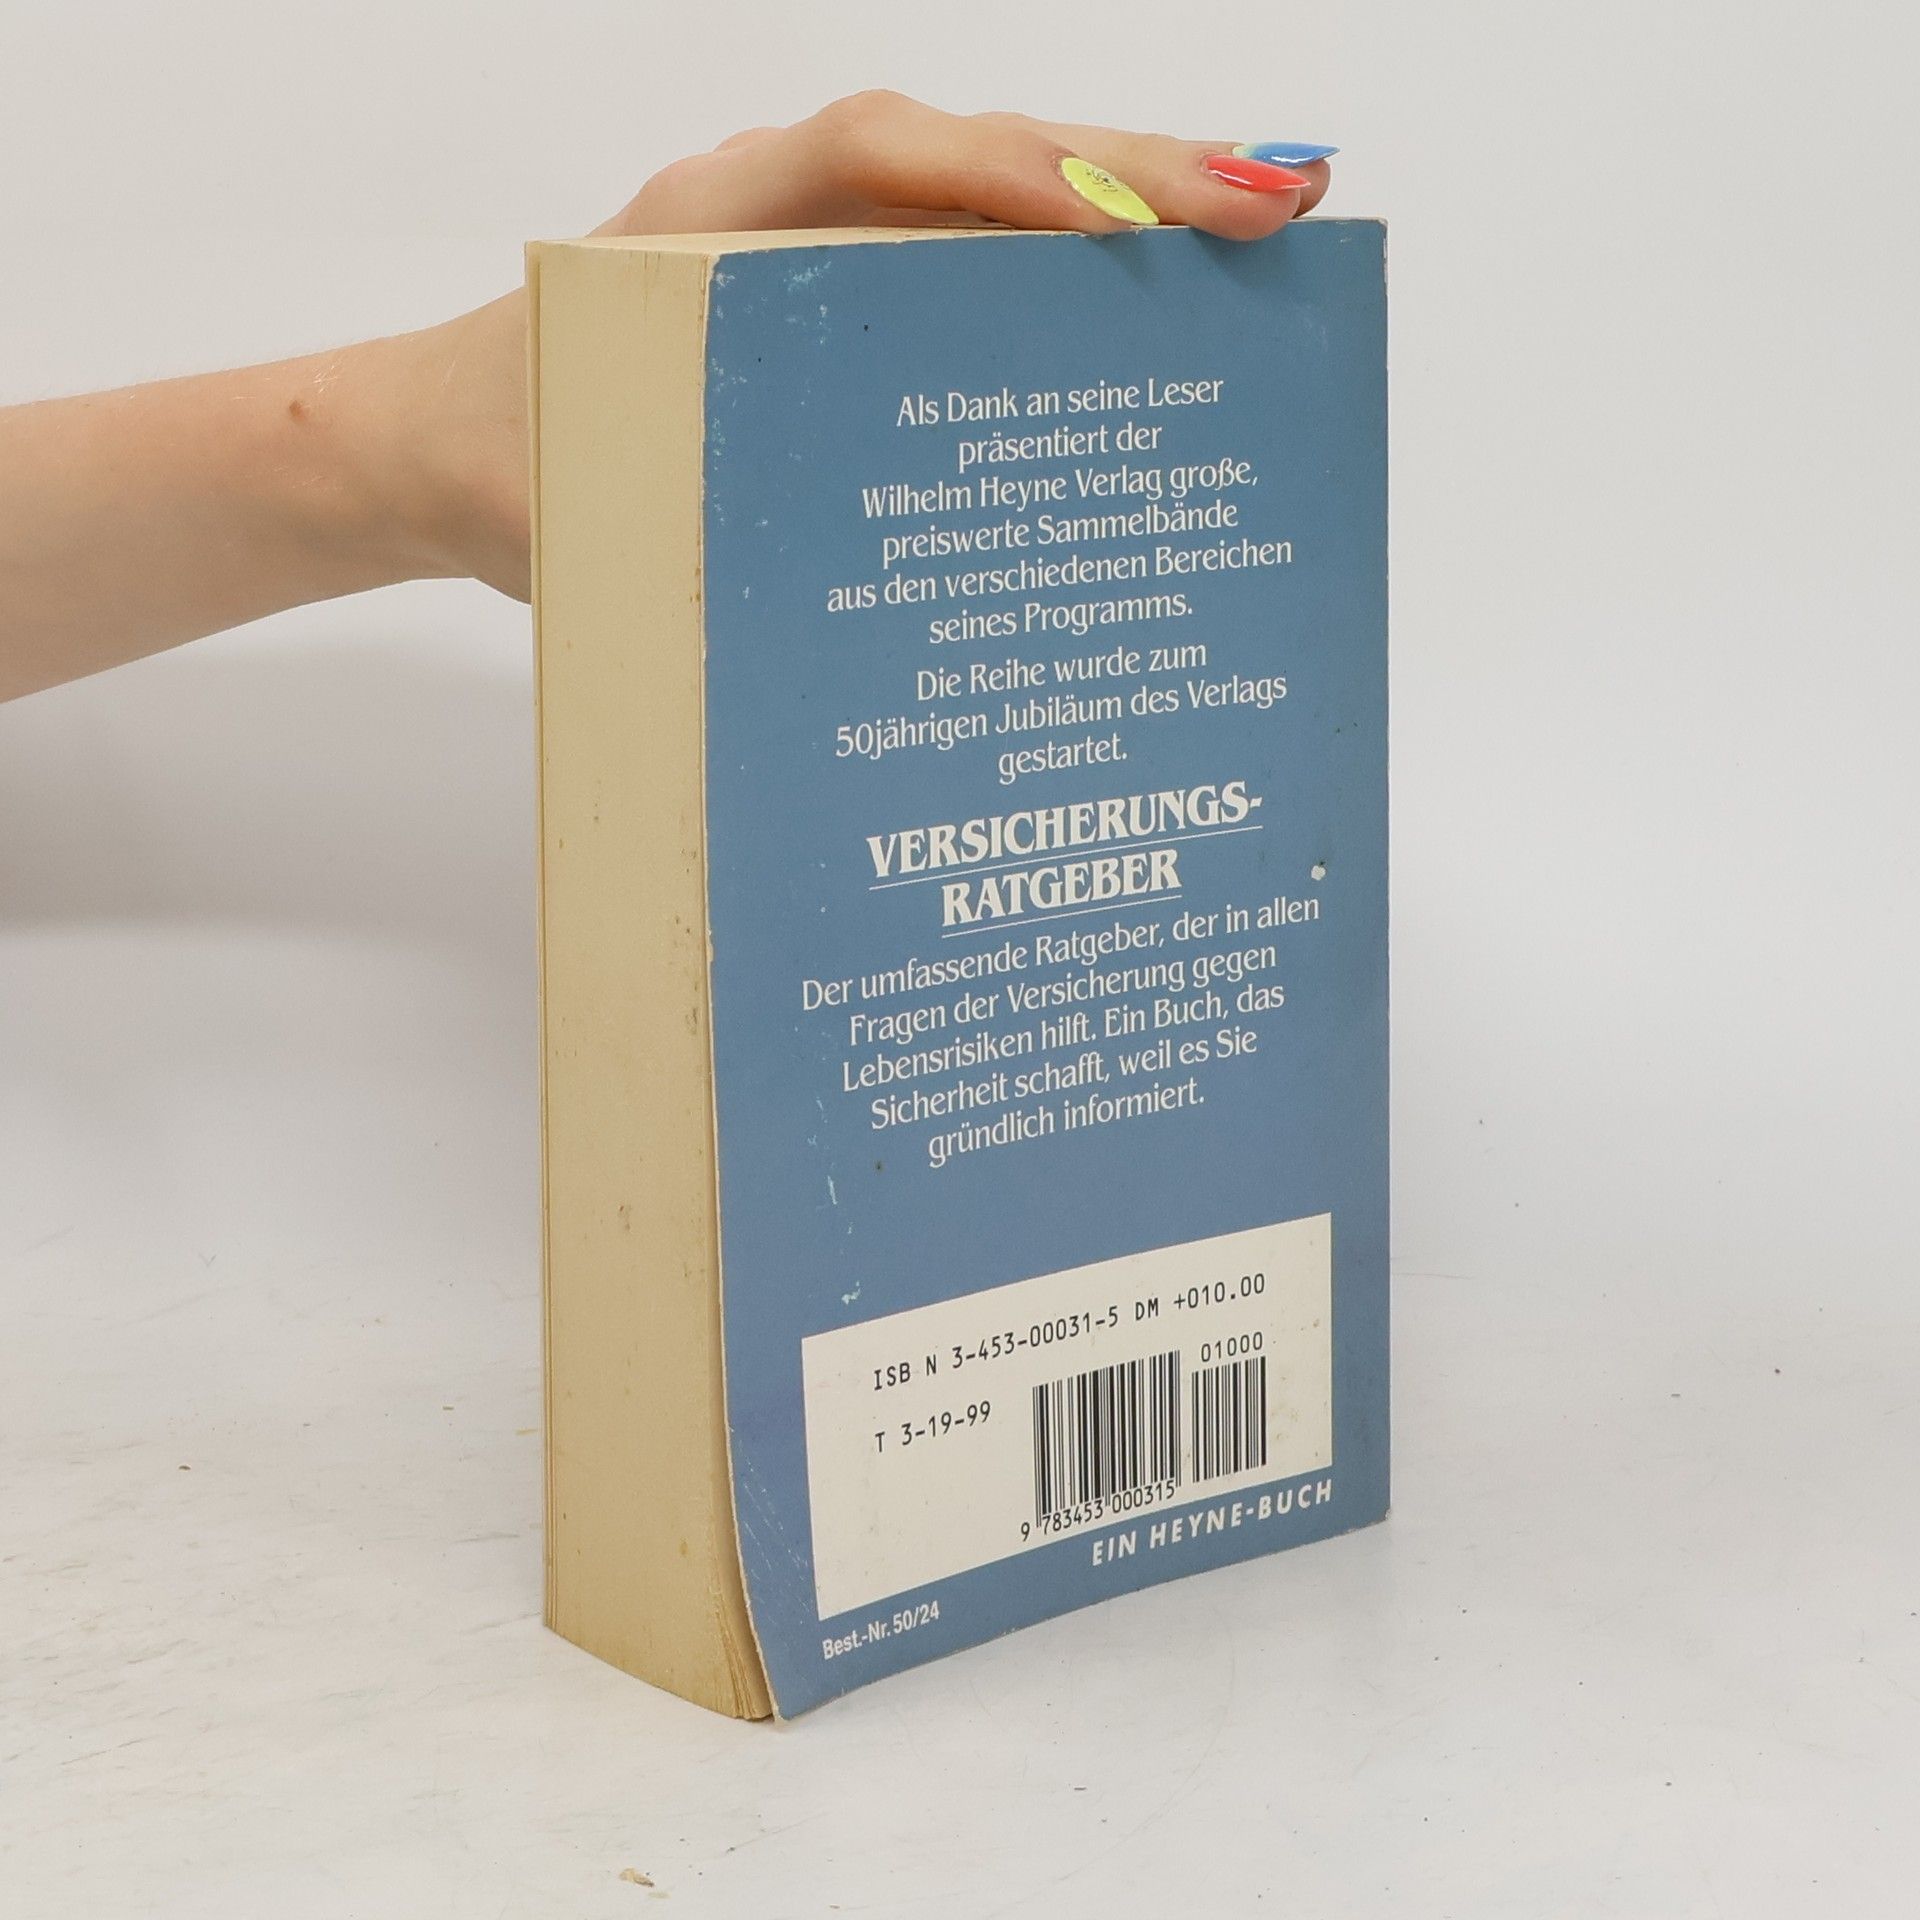 Als Dank an seine Leser
präsentiert der
Wilhelm Heyne Verlag große,
preiswerte Sammelbände
aus den verschiedenen Bereichen
seines Programms.
Die Reihe wurde zum
50jährigen Jubiläum des Verlags
gestartet.
VERSICHERUNGS-
RATGEBER
Der umfassende Ratgeber, der in allen
Fragen der Versicherung gegen
Lebensrisiken hilft. Ein Buch, das
Sicherheit schafft, weil es Sie
gründlich informiert.
ISB N 3-453-00031-5 DM +010.00
01000
T 3-19-99
9 783453 000315
EIN HEYNE-BUCH
Best.-Nr. 50/24